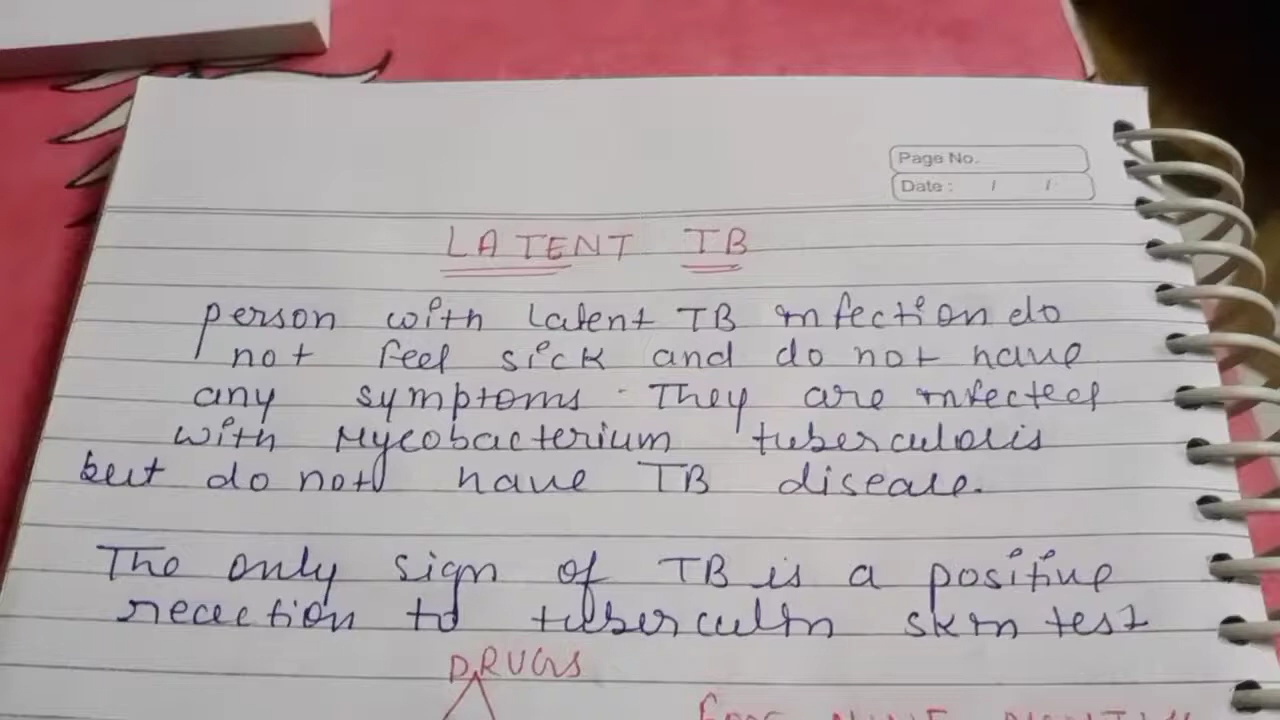 Page No.
Date : / /
LATENT TB
person with latent TB infection do
not feel sick and do not have
any symptoms. They are infected
with Mycobacterium tuberculosis
but do not have TB disease.
The only sign of TB is a positive
reaction to tuberculin skin test
DRUGS